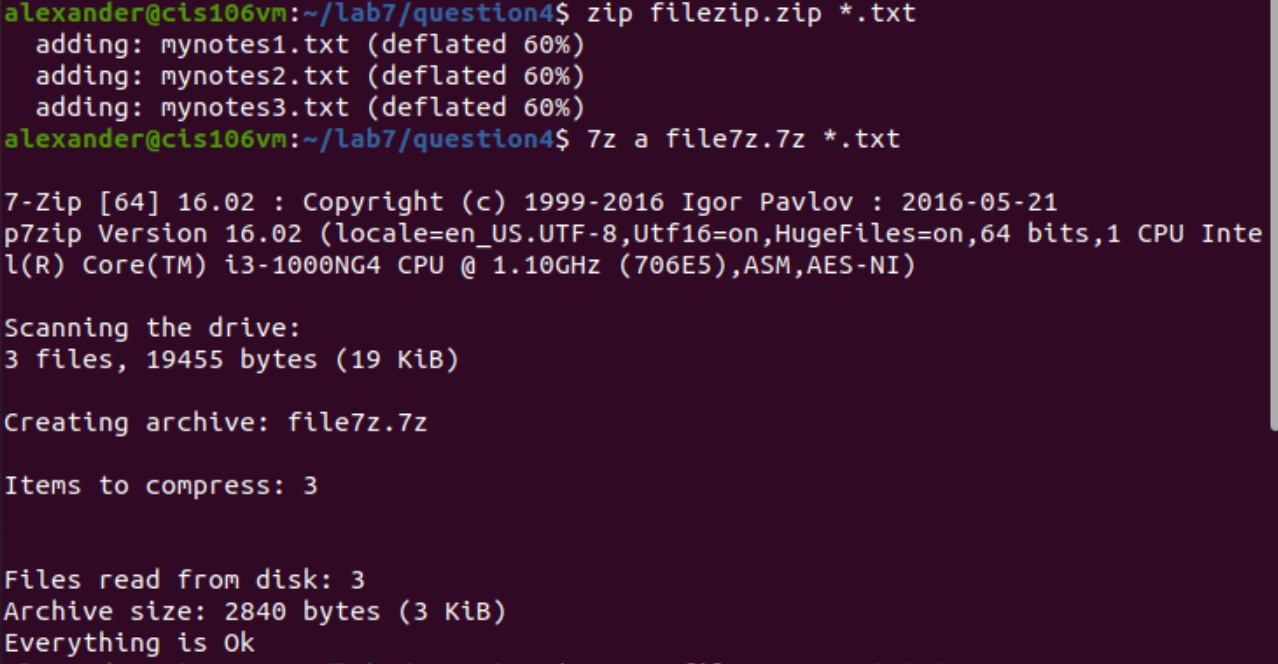 alexander@cis106vm:~/lab7/question4$ zip filezip.zip *.txt
  adding: mynotes1.txt (deflated 60%)
  adding: mynotes2.txt (deflated 60%)
  adding: mynotes3.txt (deflated 60%)
alexander@cis106vm:~/lab7/question4$ 7z a file7z.7z *.txt
7-Zip [64] 16.02 : Copyright (c) 1999-2016 Igor Pavlov : 2016-05-21
p7zip Version 16.02 (locale=en_US.UTF-8,Utf16=on,HugeFiles=on,64 bits,1 CPU Inte
l(R) Core(TM) i3-1000NG4 CPU @ 1.10GHz (706E5),ASM,AES-NI)
Scanning the drive:
3 files, 19455 bytes (19 KiB)
Creating archive: file7z.7z
Items to compress: 3
Files read from disk: 3
Archive size: 2840 bytes (3 KiB)
Everything is Ok